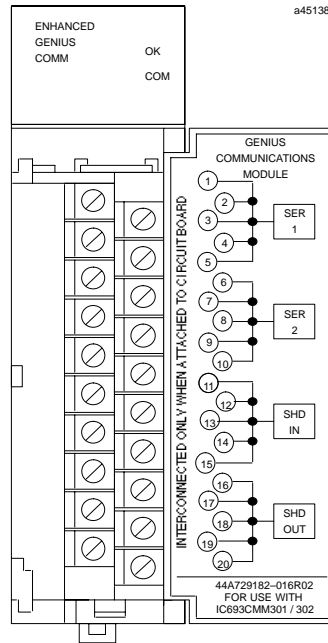 a45138
ENHANCED
GENIUS
COMM
OK
COM
GENIUS
COMMUNICATIONS
MODULE
INTERCONNECTED ONLY WHEN ATTACHED TO CIRCUIT BOARD
1
2
3
4
5
SER
1
6
7
8
9
10
SER
2
11
12
13
14
15
SHD
IN
16
17
18
19
20
SHD
OUT
44A729182–016R02
FOR USE WITH
IC693CMM301 / 302